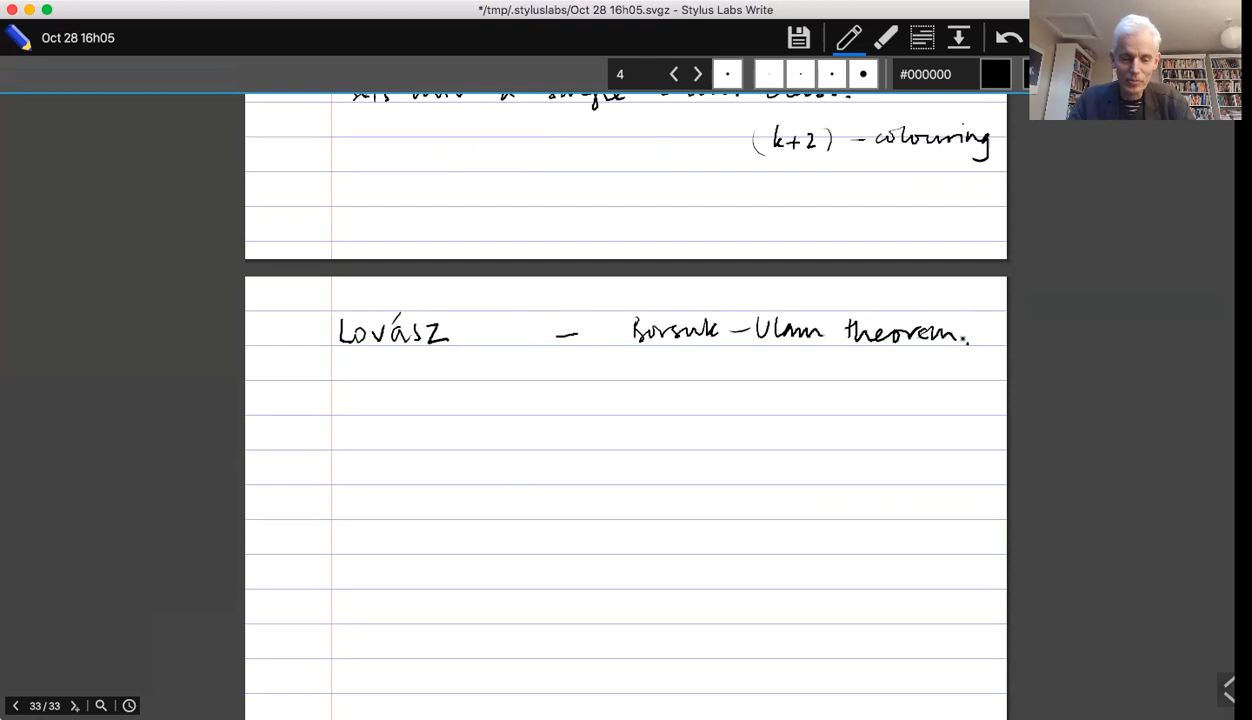 */tmp/.styluslabs/Oct 28 16h05.svgz - Stylus Labs Write
Oct 28 16h05
4
#000000
a single
(k+2) - colouring
Lovász - Borsuk - Ulam theorem.
33/33